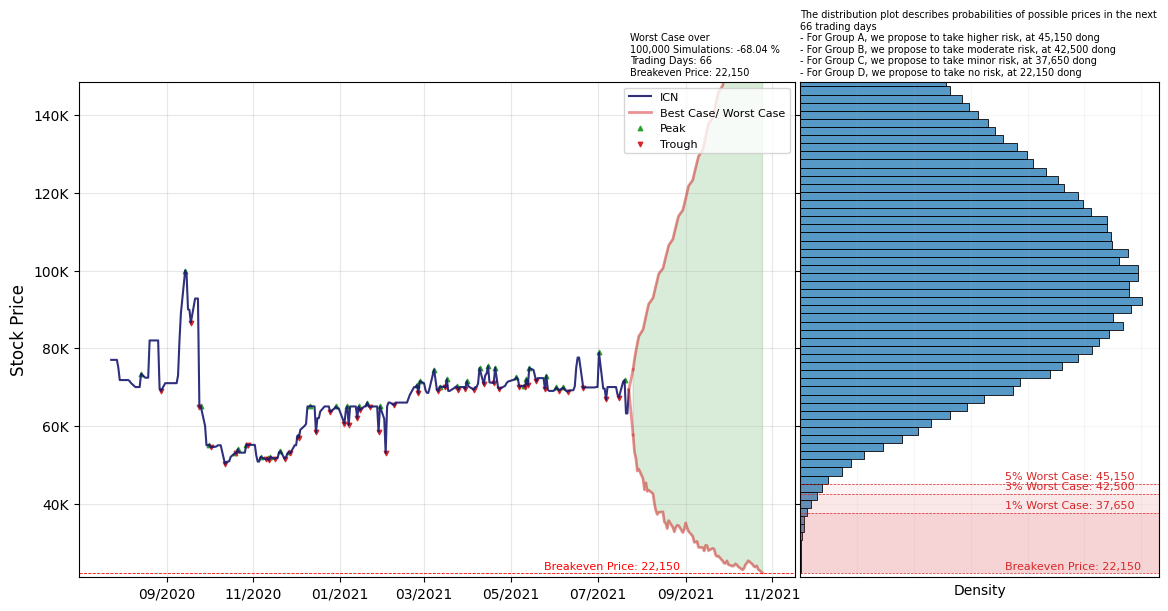 The distribution plot describes probabilities of possible prices in the next
66 trading days
- For Group A, we propose to take higher risk, at 45,150 dong
- For Group B, we propose to take moderate risk, at 42,500 dong
- For Group C, we propose to take minor risk, at 37,650 dong
- For Group D, we propose to take no risk, at 22,150 dong
Worst Case over
100,000 Simulations: -68.04 %
Trading Days: 66
Breakeven Price: 22,150
ICN
Best Case/ Worst Case
Peak
Trough
Stock Price
140K
120K
100K
80K
60K
40K
Breakeven Price: 22,150
09/2020
11/2020
01/2021
03/2021
05/2021
07/2021
09/2021
11/2021
5% Worst Case: 45,150
3% Worst Case: 42,500
1% Worst Case: 37,650
Breakeven Price: 22,150
Density